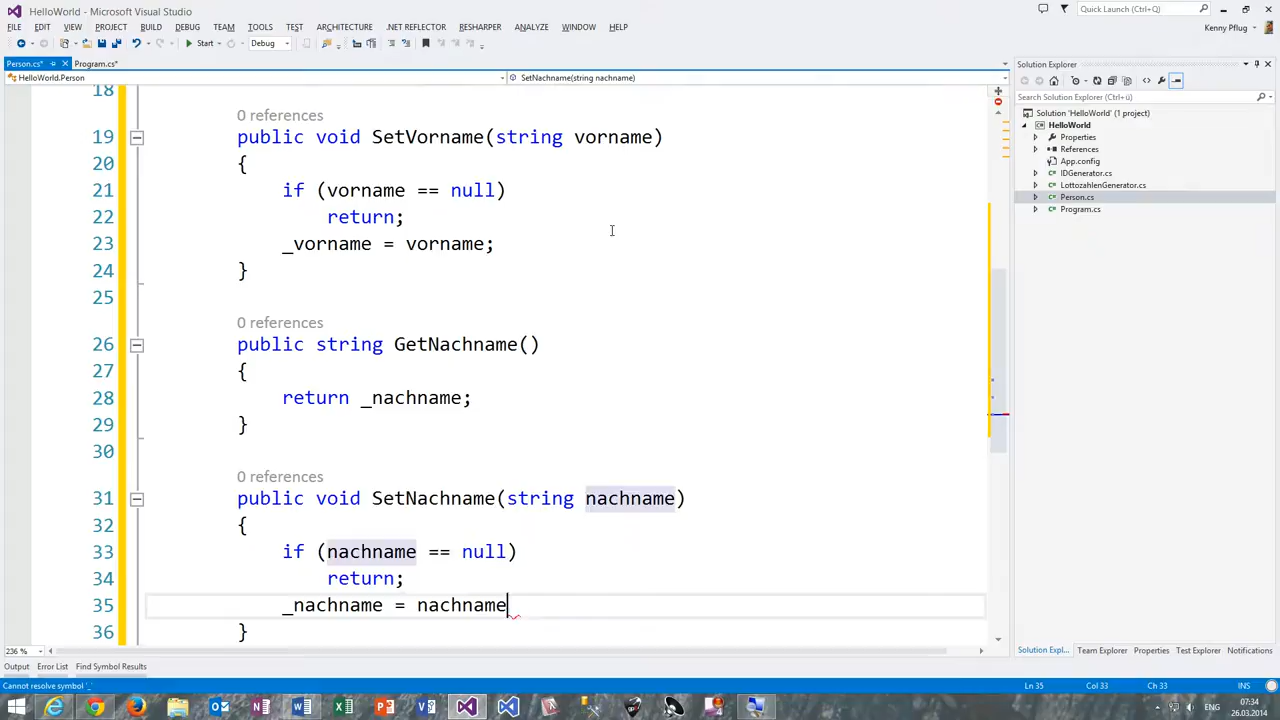 HelloWorld - Microsoft Visual Studio
Quick Launch (Ctrl+Q)
FILE EDIT VIEW PROJECT BUILD DEBUG TEAM TOOLS TEST ARCHITECTURE .NET REFLECTOR RESHARPER ANALYZE WINDOW HELP
Kenny Pflug
Start Debug
Person.cs* Program.cs*
Solution Explorer
HelloWorld.Person SetNachname(string nachname)
Search Solution Explorer (Ctrl+ü)
Solution 'HelloWorld' (1 project)
HelloWorld
Properties
References
App.config
IDGenerator.cs
LottozahlenGenerator.cs
Person.cs
Program.cs
18
0 references
19 public void SetVorname(string vorname)
20 {
21 if (vorname == null)
22 return;
23 _vorname = vorname;
24 }
25
0 references
26 public string GetNachname()
27 {
28 return _nachname;
29 }
30
0 references
31 public void SetNachname(string nachname)
32 {
33 if (nachname == null)
34 return;
35 _nachname = nachname
36 }
236 %
Solution Expl... Team Explorer Properties Test Explorer Notifications
Output Error List Find Symbol Results
Cannot resolve symbol '_'
Ln 35 Col 33 Ch 33 INS
ENG
07:34
26.03.2014